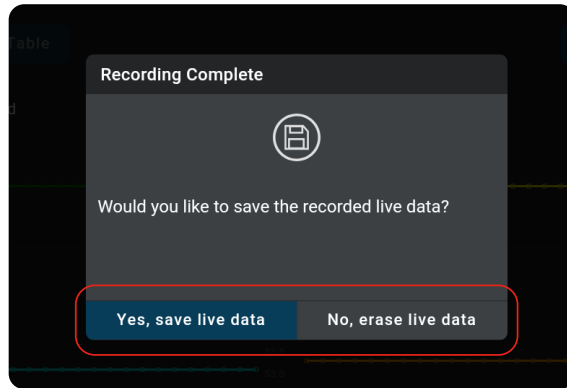 Table
Recording Complete
d
Would you like to save the recorded live data?
Yes, save live data
No, erase live data